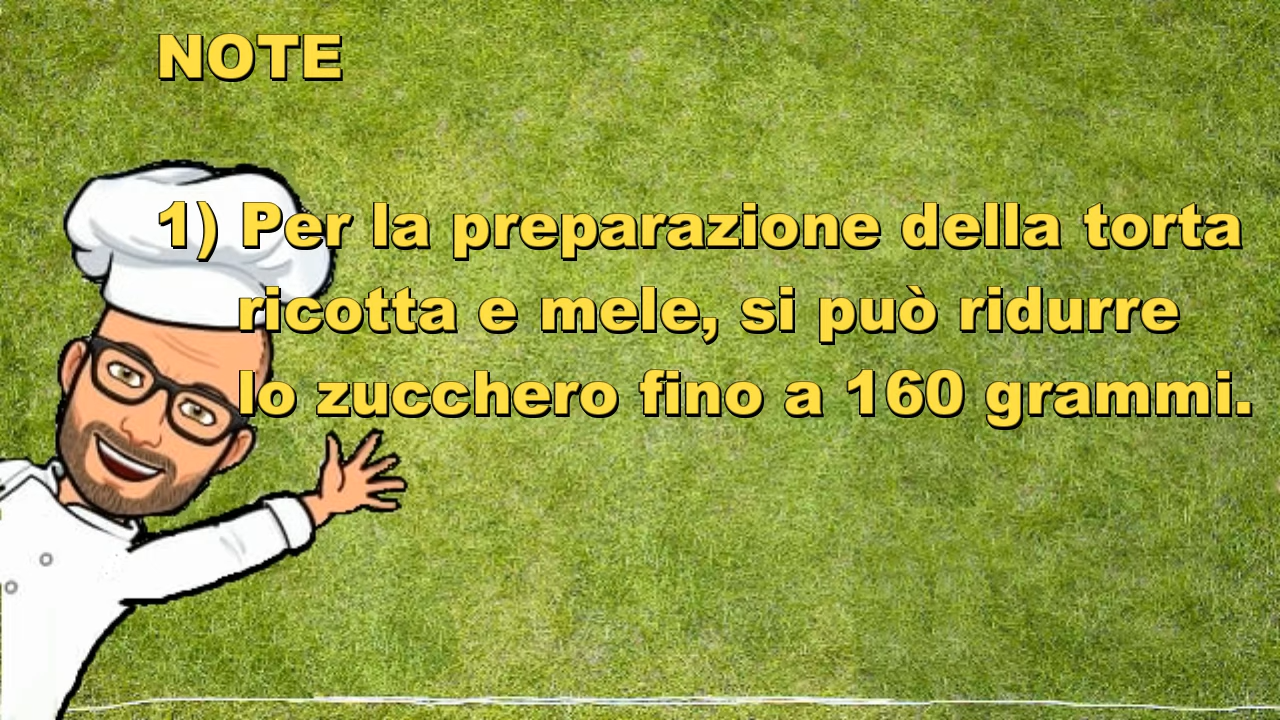 NOTE
1) Per la preparazione della torta
ricotta e mele, si può ridurre
lo zucchero fino a 160 grammi.